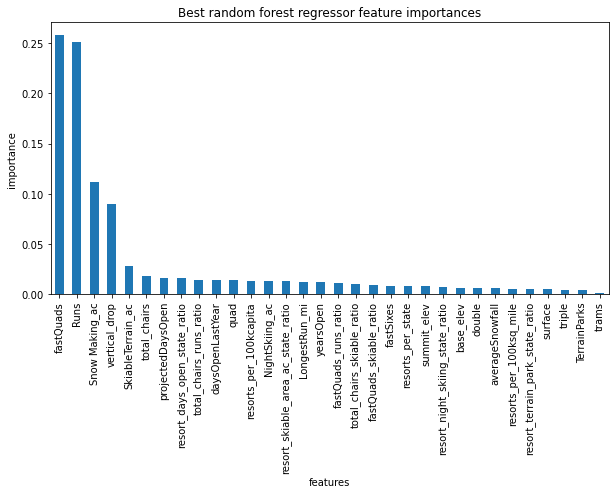 Best random forest regressor feature importances
0.25
0.20
0.15
0.10
0.05
0.00
importance
fastQuads
Runs
Snow Making_ac
vertical_drop
SkiableTerrain_ac
total_chairs
projectedDaysOpen
resort_days_open_state_ratio
total_chairs_runs_ratio
daysOpenLastYear
quad
resorts_per_100kcapita
NightSkiing_ac
resort_skiable_area_ac_state_ratio
LongestRun_mi
yearsOpen
fastQuads_runs_ratio
total_chairs_skiable_ratio
fastQuads_skiable_ratio
fastSixes
resorts_per_state
summit_elev
resort_night_skiing_state_ratio
base_elev
double
averageSnowfall
resorts_per_100ksq_mile
resort_terrain_park_state_ratio
surface
triple
TerrainParks
trams
features